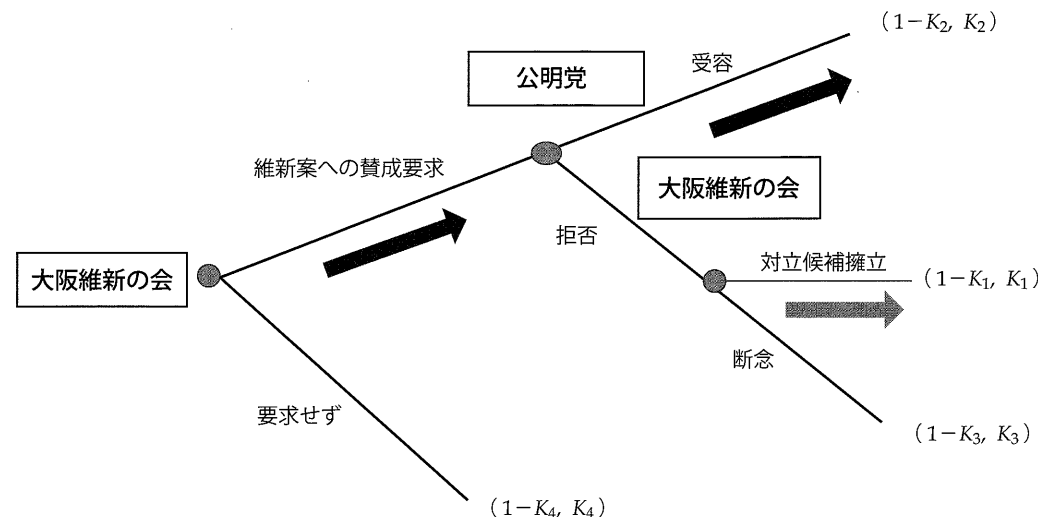 (1−K2, K2)
公明党
受容
維新案への賛成要求
大阪維新の会
拒否
対立候補擁立
(1−K1, K1)
大阪維新の会
断念
要求せず
(1−K3, K3)
(1−K4, K4)